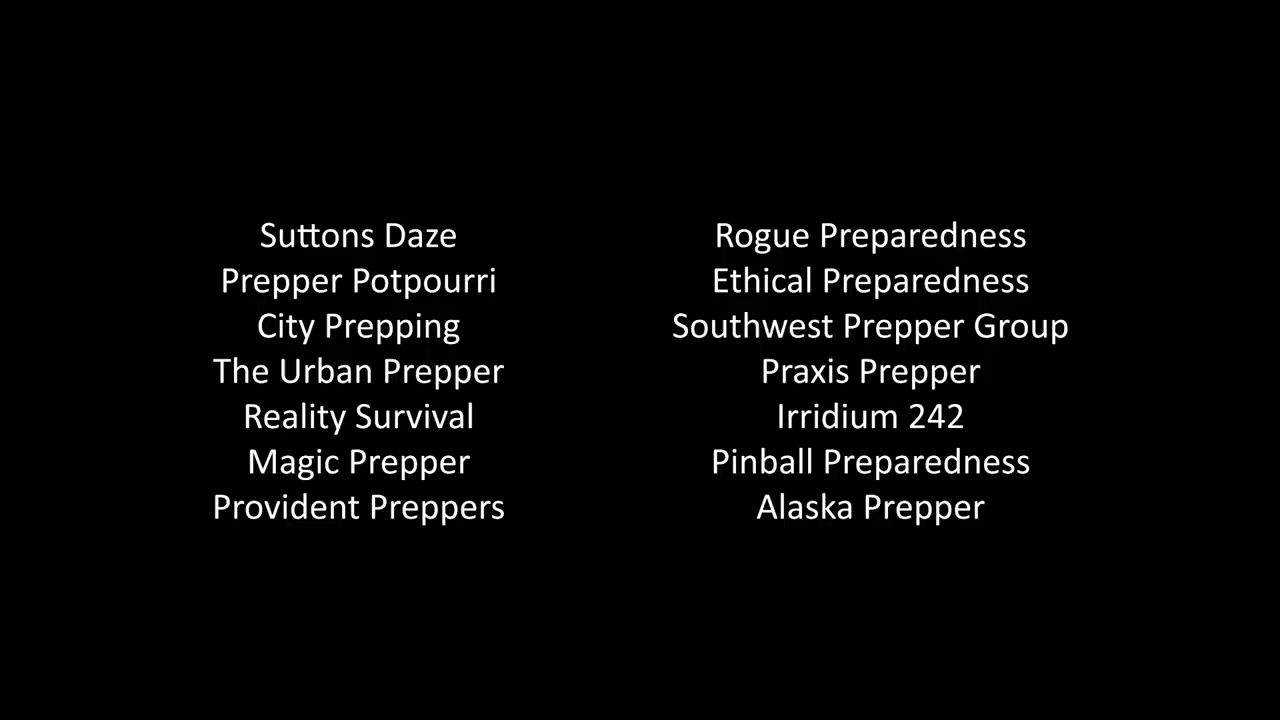 Suttons Daze
Prepper Potpourri
City Prepping
The Urban Prepper
Reality Survival
Magic Prepper
Provident Preppers
Rogue Preparedness
Ethical Preparedness
Southwest Prepper Group
Praxis Prepper
Irridium 242
Pinball Preparedness
Alaska Prepper